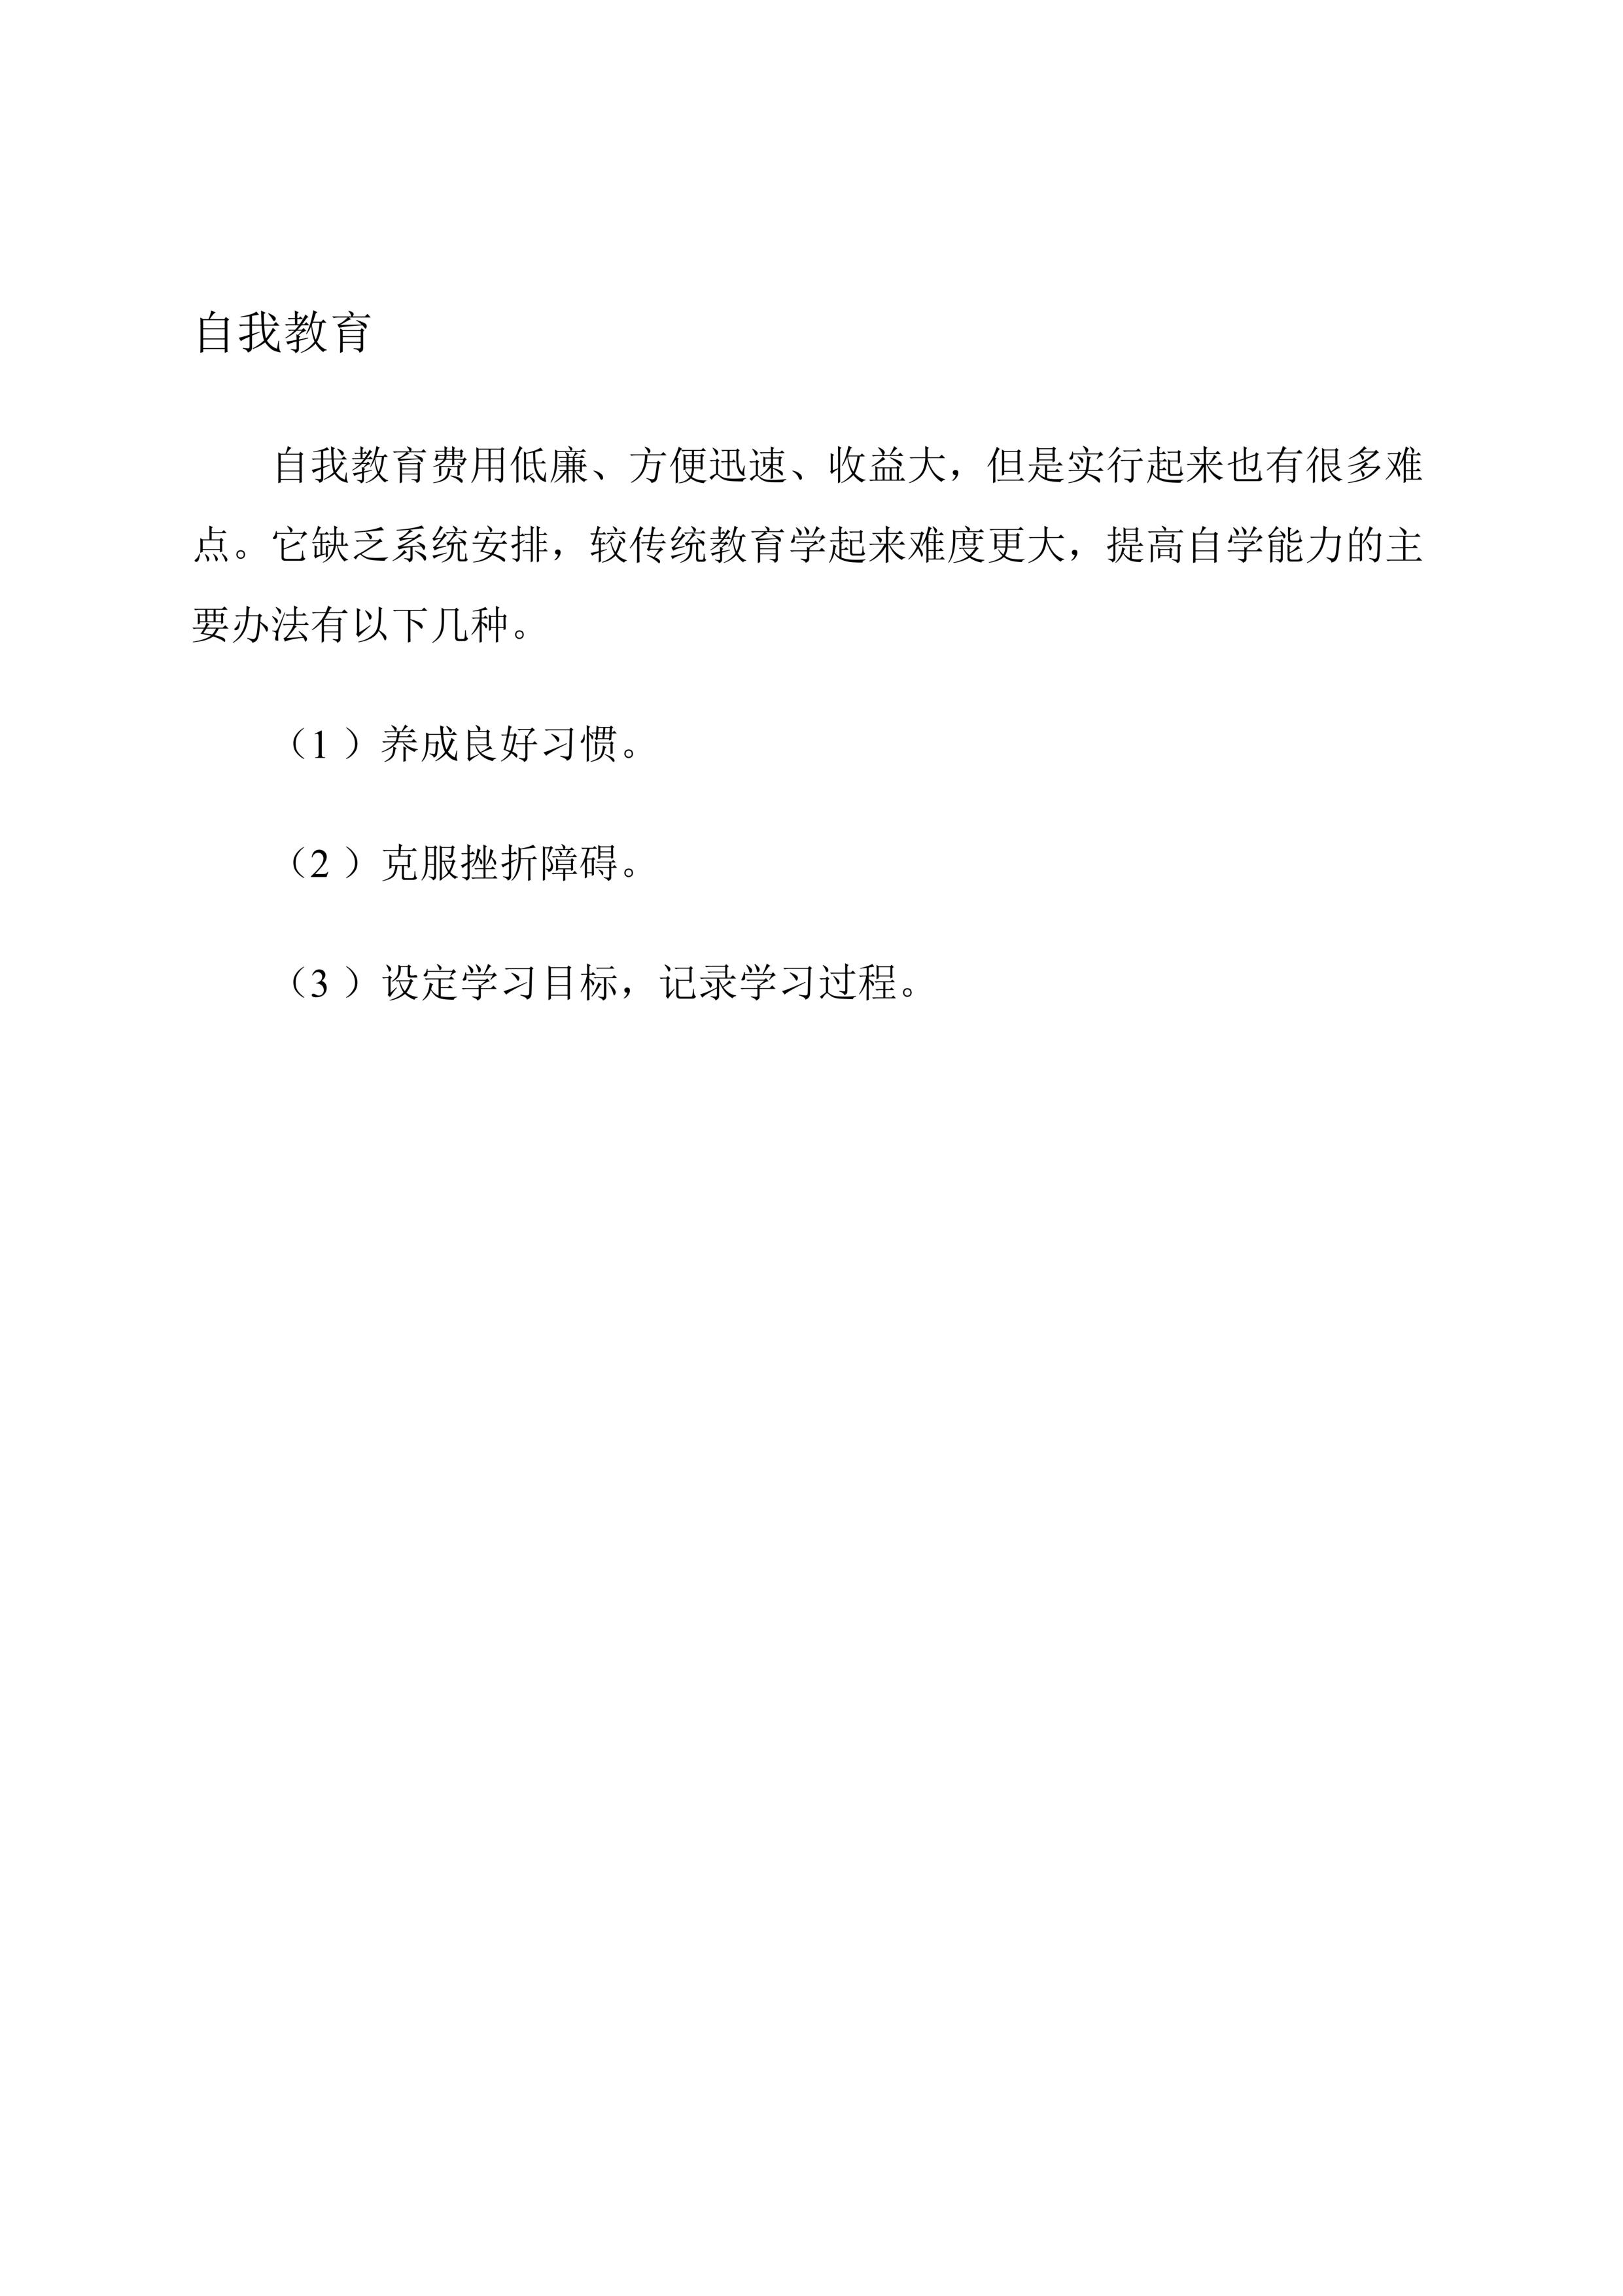 自我教育
自我教育费用低廉、方便迅速、收益大，但是实行起来也有很多难
点。它缺乏系统安排，较传统教育学起来难度更大，提高自学能力的主
要办法有以下几种。
（1 ）养成良好习惯。
（2 ）克服挫折障碍。
（3 ）设定学习目标，记录学习过程。